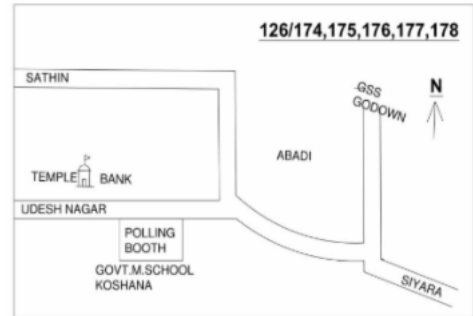 126/174,175,176,177,178
SATHIN
GSS
GODOWN
N
ABADI
TEMPLE BANK
UDESH NAGAR
POLLING
BOOTH
GOVT.M.SCHOOL
KOSHANA
SIYARA